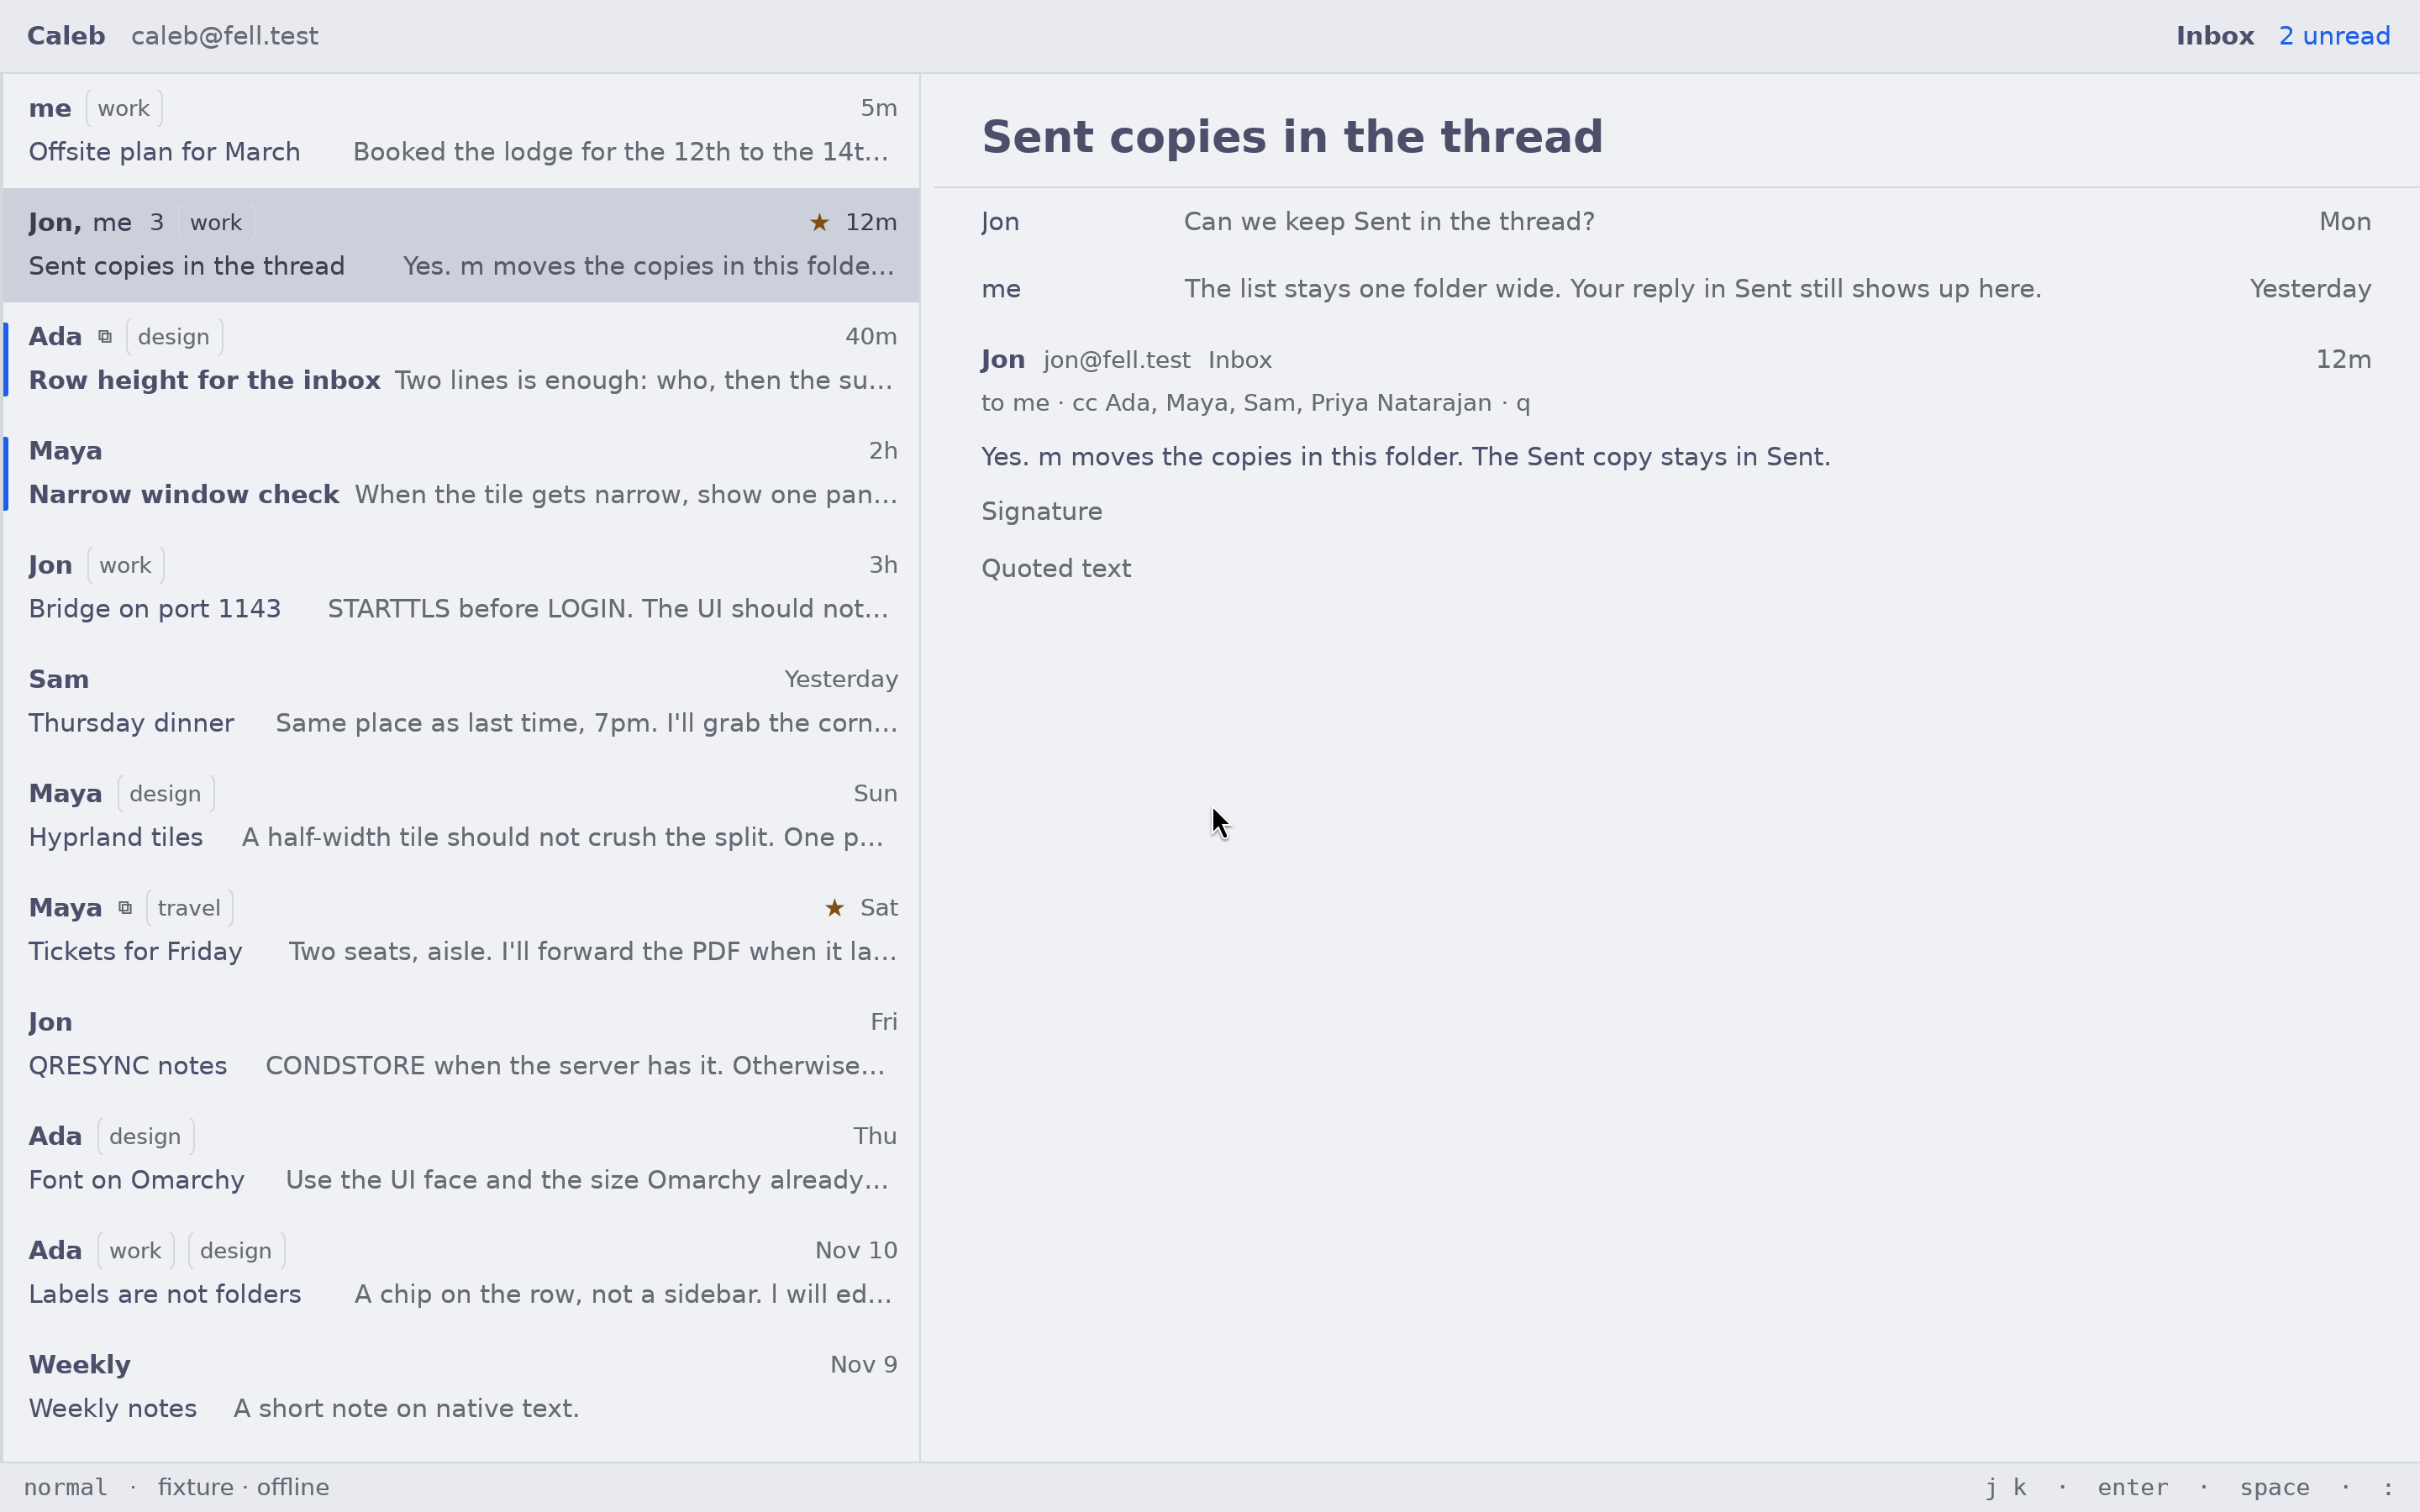 Caleb caleb@fell.test
Inbox 2 unread
me work 5m
Offsite plan for March Booked the lodge for the 12th to the 14t…
Jon, me 3 work ★ 12m
Sent copies in the thread Yes. m moves the copies in this folde…
Ada ⧉ design 40m
Row height for the inbox Two lines is enough: who, then the su…
Maya 2h
Narrow window check When the tile gets narrow, show one pan…
Jon work 3h
Bridge on port 1143 STARTTLS before LOGIN. The UI should not…
Sam Yesterday
Thursday dinner Same place as last time, 7pm. I'll grab the corn…
Maya design Sun
Hyprland tiles A half-width tile should not crush the split. One p…
Maya ⧉ travel ★ Sat
Tickets for Friday Two seats, aisle. I'll forward the PDF when it la…
Jon Fri
QRESYNC notes CONDSTORE when the server has it. Otherwise…
Ada design Thu
Font on Omarchy Use the UI face and the size Omarchy already…
Ada work design Nov 10
Labels are not folders A chip on the row, not a sidebar. l will ed…
Weekly Nov 9
Weekly notes A short note on native text.
Sent copies in the thread
Jon Can we keep Sent in the thread? Mon
me The list stays one folder wide. Your reply in Sent still shows up here. Yesterday
Jon jon@fell.test Inbox 12m
to me · cc Ada, Maya, Sam, Priya Natarajan · q
Yes. m moves the copies in this folder. The Sent copy stays in Sent.
Signature
Quoted text
normal · fixture · offline
j k · enter · space · :